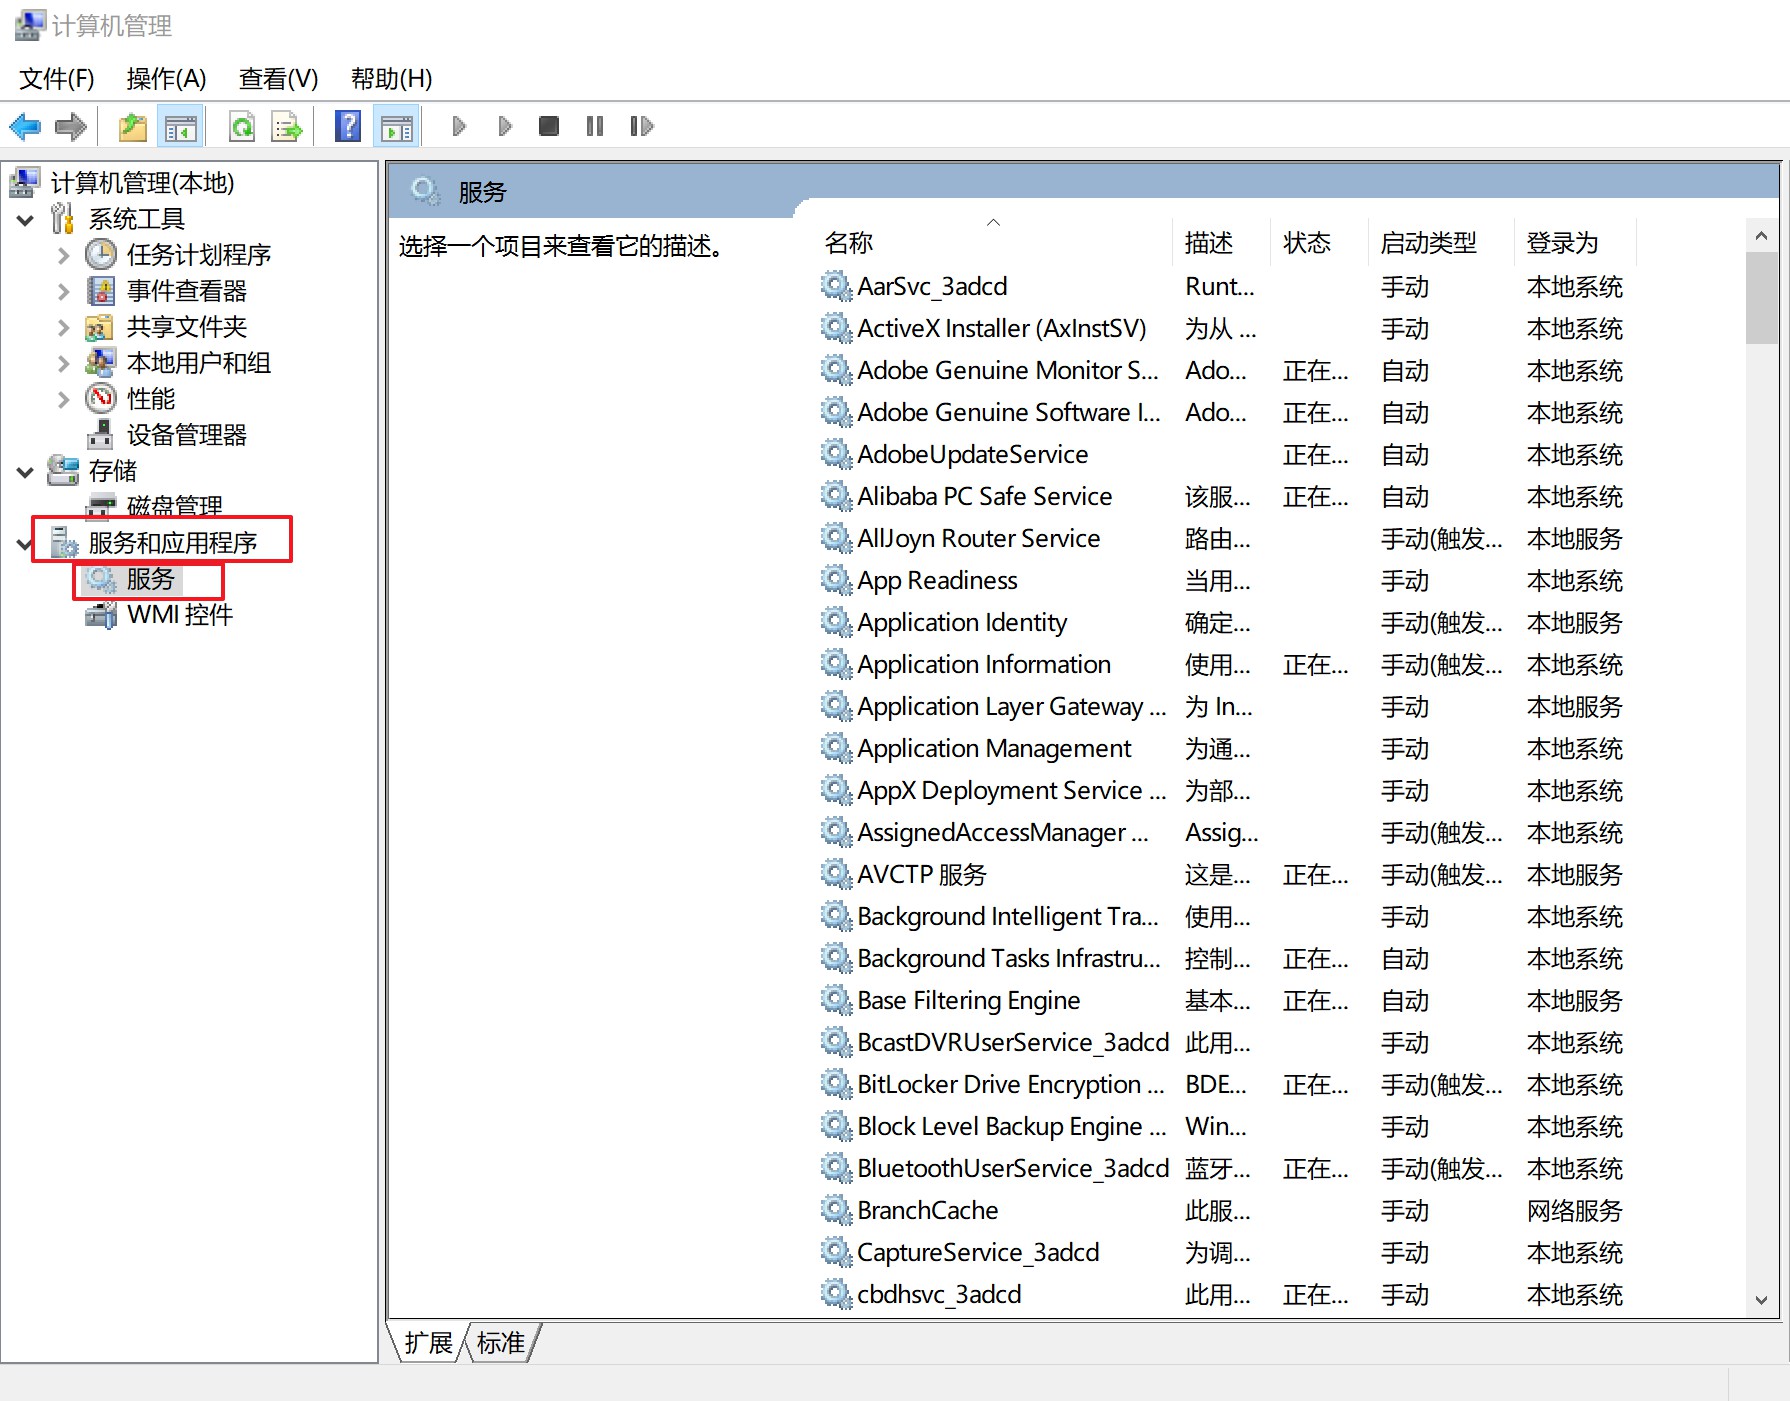 计算机管理
文件(F) 操作(A) 查看(V) 帮助(H)
计算机管理(本地)
系统工具
任务计划程序
事件查看器
共享文件夹
本地用户和组
性能
设备管理器
存储
磁盘管理
服务和应用程序
服务
WMI 控件
服务
选择一个项目来查看它的描述。
名称 描述 状态 启动类型 登录为
AarSvc_3adcd Runt... 手动 本地系统
ActiveX Installer (AxInstSV) 为从 ... 手动 本地系统
Adobe Genuine Monitor S... Ado... 正在... 自动 本地系统
Adobe Genuine Software I... Ado... 正在... 自动 本地系统
AdobeUpdateService 正在... 自动 本地系统
Alibaba PC Safe Service 该服... 正在... 自动 本地系统
AllJoyn Router Service 路由... 手动(触发... 本地服务
App Readiness 当用... 手动 本地系统
Application Identity 确定... 手动(触发... 本地服务
Application Information 使用... 正在... 手动(触发... 本地系统
Application Layer Gateway ... 为 In... 手动 本地服务
Application Management 为通... 手动 本地系统
AppX Deployment Service ... 为部... 手动 本地系统
AssignedAccessManager ... Assig... 手动(触发... 本地系统
AVCTP 服务 这是... 正在... 手动(触发... 本地服务
Background Intelligent Tra... 使用... 手动 本地系统
Background Tasks Infrastru... 控制... 正在... 自动 本地系统
Base Filtering Engine 基本... 正在... 自动 本地服务
BcastDVRUserService_3adcd 此用... 手动 本地系统
BitLocker Drive Encryption ... BDE... 正在... 手动(触发... 本地系统
Block Level Backup Engine ... Win... 手动 本地系统
BluetoothUserService_3adcd 蓝牙... 正在... 手动(触发... 本地系统
BranchCache 此服... 手动 网络服务
CaptureService_3adcd 为调... 手动 本地系统
cbdhsvc_3adcd 此用... 正在... 手动 本地系统
扩展 标准